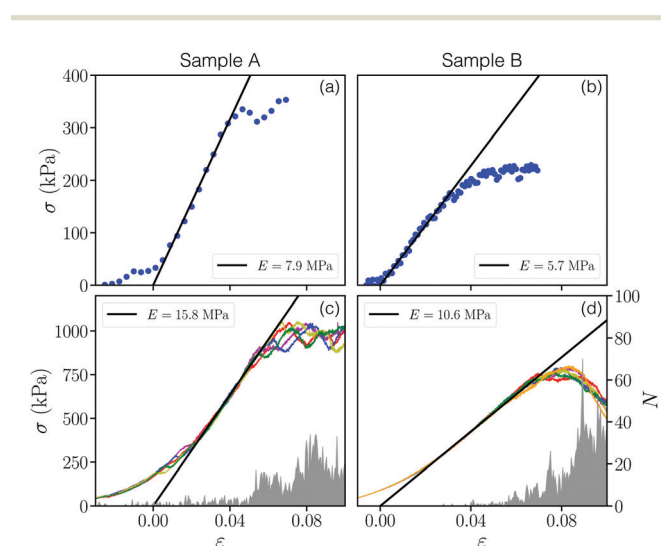 Sample A
Sample B
400
300
200
100
0
σ (kPa)
(a)
E = 7.9 MPa
(b)
E = 5.7 MPa
1000
750
500
250
0
σ (kPa)
E = 15.8 MPa
(c)
E = 10.6 MPa
(d)
100
80
60
40
20
0
N
0.00
0.04
0.08
0.00
0.04
0.08
ε
ε